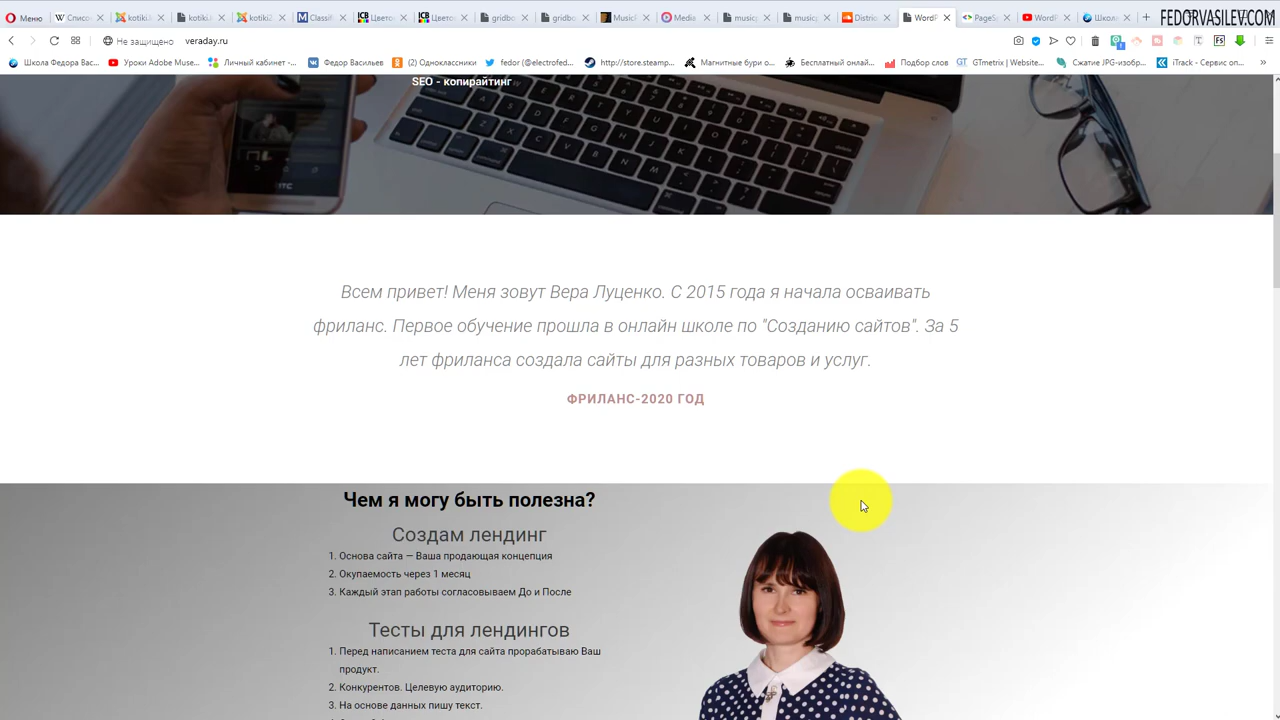 Меню
Списо
kotiki
kotiki.r
kotiki2
Classifi
Цвето
Цвето
gridbo
gridbo
MusicF
Media
music
music
Distric
WordP
PageS
WordP
Школа
FEDORVASILEV.COM
Не защищено
veraday.ru
Школа Федора Вас...
Уроки Adobe Muse...
Личный кабинет -...
Федор Васильев
(2) Одноклассники
fedor (@electrofed...
http://store.steamp...
Магнитные бури о...
Бесплатный онлай...
Подбор слов
GTmetrix | Website...
Сжатие JPG-изобр...
iTrack - Сервис оп...
SEO - копирайтинг
Всем привет! Меня зовут Вера Луценко. С 2015 года я начала осваивать
фриланс. Первое обучение прошла в онлайн школе по "Созданию сайтов". За 5
лет фриланса создала сайты для разных товаров и услуг.
ФРИЛАНС-2020 ГОД
Чем я могу быть полезна?
Создам лендинг
1. Основа сайта — Ваша продающая концепция
2. Окупаемость через 1 месяц
3. Каждый этап работы согласовываем До и После
Тесты для лендингов
1. Перед написанием теста для сайта прорабатываю Ваш
продукт.
2. Конкурентов. Целевую аудиторию.
3. На основе данных пишу текст.